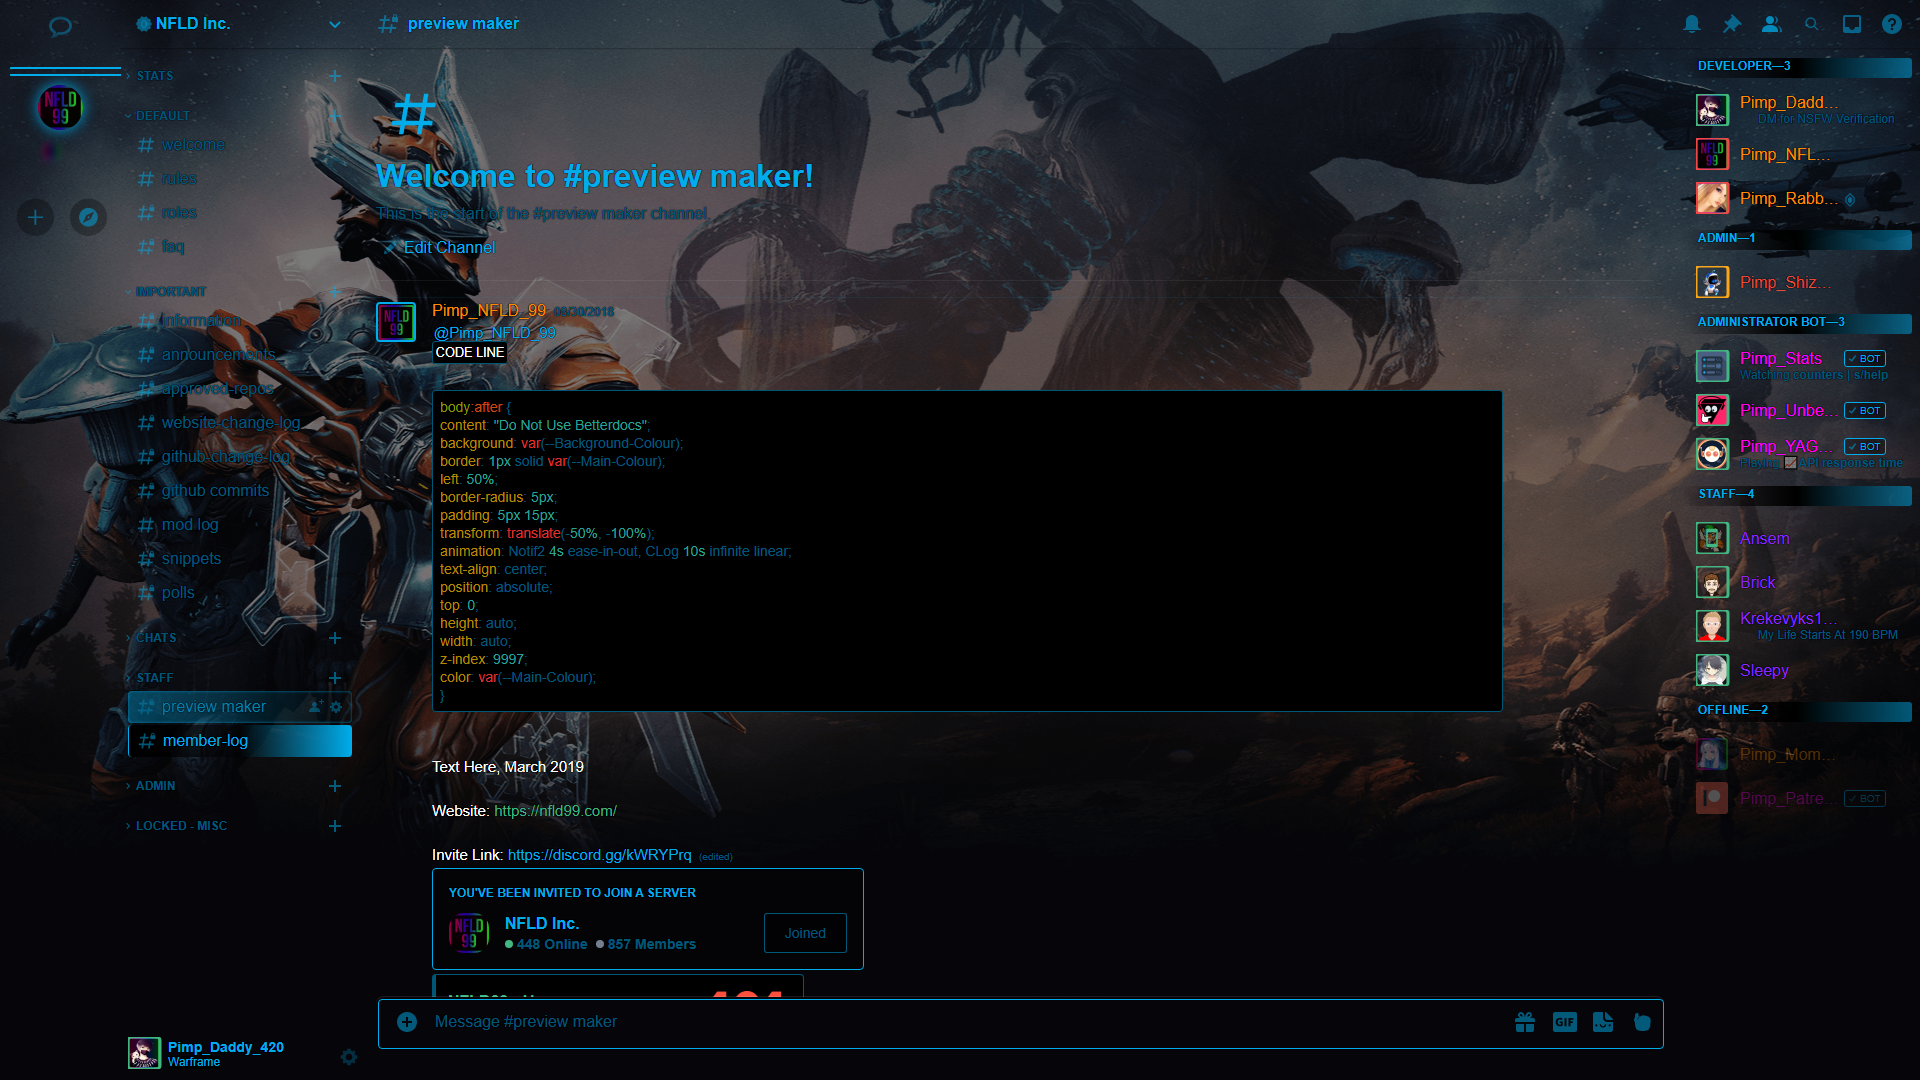 NFLD Inc.
preview maker
STATS
NFLD
99
DEFAULT
welcome
rules
roles
faq
IMPORTANT
information
announcements
approved-repos
website-change-log
github-change-log
github commits
mod log
snippets
polls
CHATS
STAFF
preview maker
member-log
ADMIN
LOCKED - MISC
Pimp_Daddy_420
Warframe
#
Welcome to #preview maker!
This is the start of the #preview maker channel.
Edit Channel
NFLD
99
Pimp_NFLD_99 08/30/2018
@Pimp_NFLD_99
CODE LINE
body:after {
content: "Do Not Use Betterdocs";
background: var(--Background-Colour);
border: 1px solid var(--Main-Colour);
left: 50%;
border-radius: 5px;
padding: 5px 15px;
transform: translate(-50%, -100%);
animation: Notif2 4s ease-in-out, CLog 10s infinite linear;
text-align: center;
position: absolute;
top: 0;
height: auto;
width: auto;
z-index: 9997;
color: var(--Main-Colour);
}
Text Here, March 2019
Website: https://nfld99.com/
Invite Link: https://discord.gg/kWRYPrq (edited)
YOU'VE BEEN INVITED TO JOIN A SERVER
NFLD
99
NFLD Inc.
448 Online 857 Members
Joined
Message #preview maker
GIF
DEVELOPER—3
Pimp_Dadd...
DM for NSFW Verification
NFLD
99
Pimp_NFL...
Pimp_Rabb...
ADMIN—1
Pimp_Shiz...
ADMINISTRATOR BOT—3
Pimp_Stats ✓ BOT
Watching counters | s/help
Pimp_Unbe... ✓ BOT
Pimp_YAG... ✓ BOT
Playing API response time
STAFF—4
Ansem
Brick
Krekevyks1...
My Life Starts At 190 BPM
Sleepy
OFFLINE—2
Pimp_Mom...
Pimp_Patre... ✓ BOT